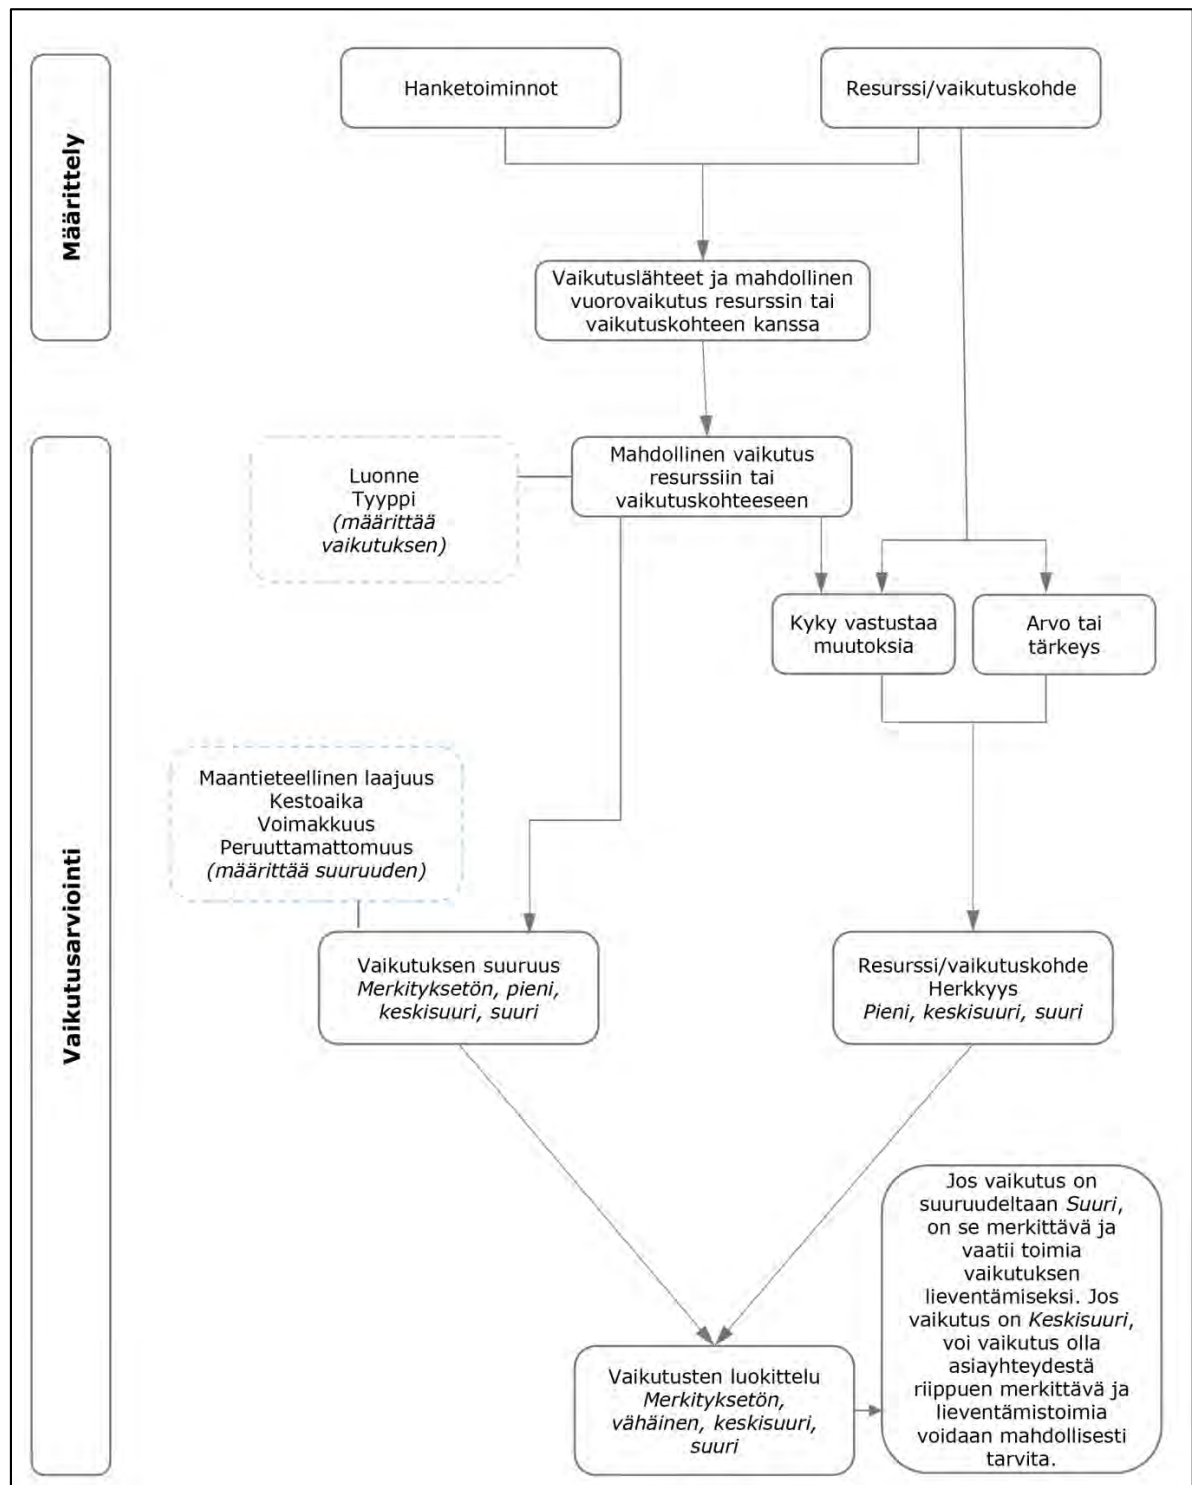 Määrittely
Hanketoiminnot
Resurssi/vaikutuskohde
Vaikutuslähteet ja mahdollinen
vuorovaikutus resurssin tai
vaikutuskohteen kanssa
Vaikutusarviointi
Mahdollinen vaikutus
resurssiin tai
vaikutuskohteeseen
Luonne
Tyyppi
(määrittää
vaikutuksen)
Kyky vastustaa
muutoksia
Arvo tai
tärkeys
Maantieteellinen laajuus
Kestoaika
Voimakkuus
Peruuttamattomuus
(määrittää suuruuden)
Vaikutuksen suuruus
Merkityksetön, pieni,
keskisuuri, suuri
Resurssi/vaikutuskohde
Herkkyys
Pieni, keskisuuri, suuri
Vaikutusten luokittelu
Merkityksetön,
vähäinen, keskisuuri,
suuri
Jos vaikutus on
suuruudeltaan Suuri,
on se merkittävä ja
vaatii toimia
vaikutuksen
lieventämiseksi. Jos
vaikutus on Keskisuuri,
voi vaikutus olla
asiayhteydestä
riippuen merkittävä ja
lieventämistoimia
voidaan mahdollisesti
tarvita.